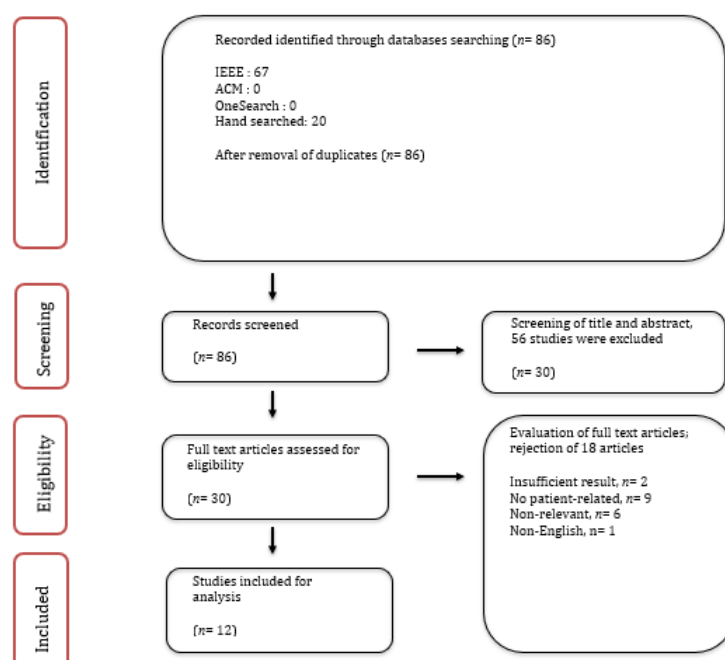 Identification
Recorded identified through databases searching (n= 86)
IEEE : 67
ACM : 0
OneSearch : 0
Hand searched: 20
After removal of duplicates (n= 86)
Screening
Records screened
(n= 86)
Screening of title and abstract,
56 studies were excluded
(n= 30)
Eligibility
Full text articles assessed for
eligibility
(n= 30)
Evaluation of full text articles;
rejection of 18 articles
Insufficient result, n= 2
No patient-related, n= 9
Non-relevant, n= 6
Non-English, n= 1
Included
Studies included for
analysis
(n= 12)